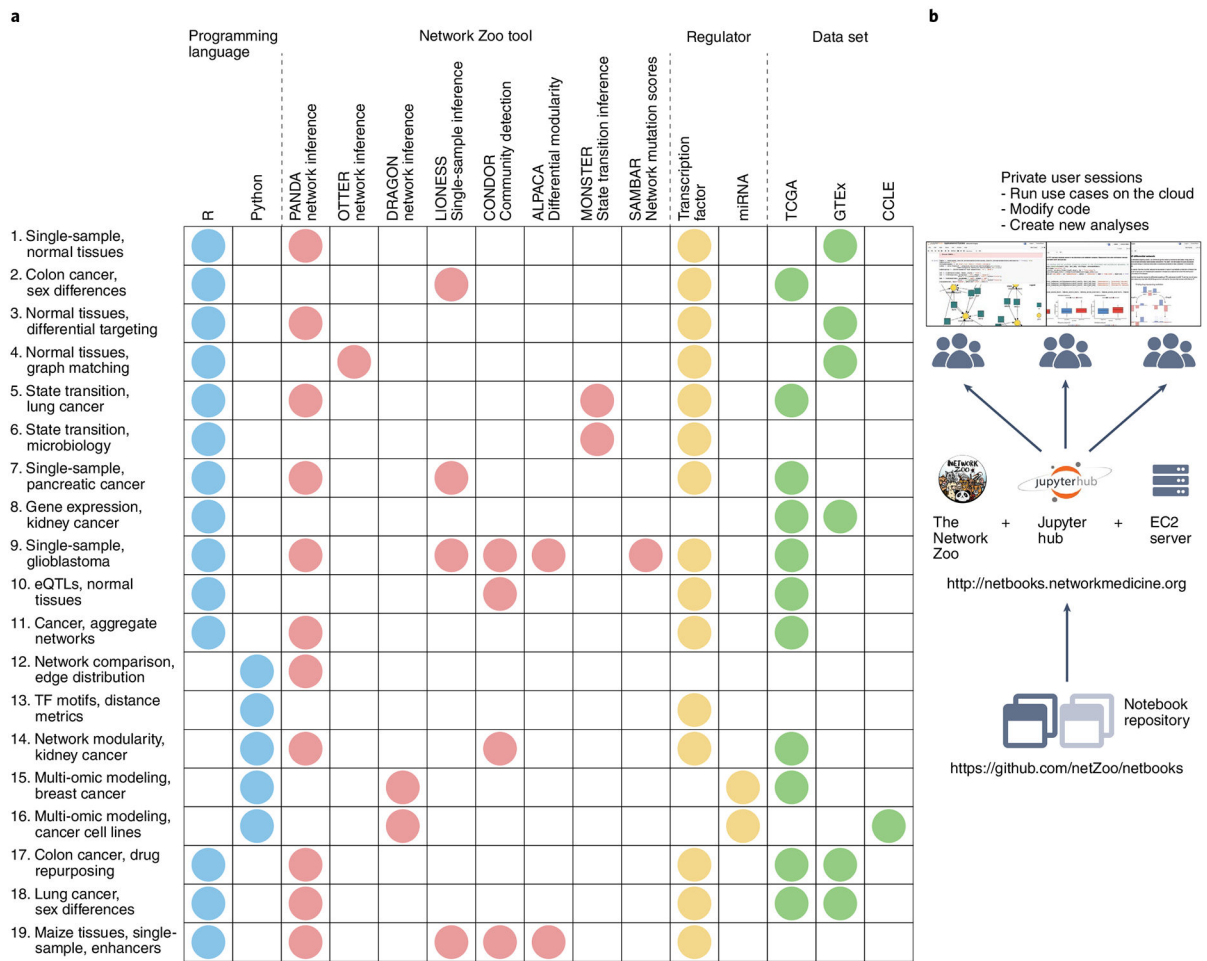 a
b
Programming
language
Network Zoo tool
Regulator
Data set
R
Python
PANDA
network inference
OTTER
network inference
DRAGON
network inference
LIONESS
Single-sample inference
CONDOR
Community detection
ALPACA
Differential modularity
MONSTER
State transition inference
SAMBAR
Network mutation scores
Transcription
factor
miRNA
TCGA
GTEx
CCLE
1. Single-sample,
normal tissues
2. Colon cancer,
sex differences
3. Normal tissues,
differential targeting
4. Normal tissues,
graph matching
5. State transition,
lung cancer
6. State transition,
microbiology
7. Single-sample,
pancreatic cancer
8. Gene expression,
kidney cancer
9. Single-sample,
glioblastoma
10. eQTLs, normal
tissues
11. Cancer, aggregate
networks
12. Network comparison,
edge distribution
13. TF motifs, distance
metrics
14. Network modularity,
kidney cancer
15. Multi-omic modeling,
breast cancer
16. Multi-omic modeling,
cancer cell lines
17. Colon cancer, drug
repurposing
18. Lung cancer,
sex differences
19. Maize tissues, single-
sample, enhancers
Private user sessions
- Run use cases on the cloud
- Modify code
- Create new analyses
NETWORK
ZOO
jupyterhub
The
Network
Zoo
+
Jupyter
hub
+
EC2
server
http://netbooks.networkmedicine.org
Notebook
repository
https://github.com/netZoo/netbooks